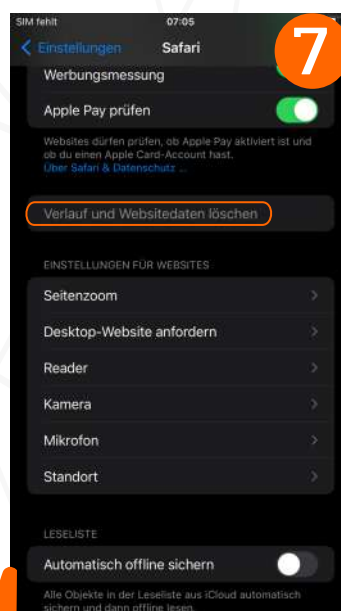 SIM fehlt 07:05
7
Einstellungen Safari
Werbungsmessung
Apple Pay prüfen
Websites dürfen prüfen, ob Apple Pay aktiviert ist und
ob du einen Apple Card-Account hast.
Über Safari & Datenschutz ...
Verlauf und Websitedaten löschen
EINSTELLUNGEN FÜR WEBSITES
Seitenzoom
Desktop-Website anfordern
Reader
Kamera
Mikrofon
Standort
LESELISTE
Automatisch offline sichern
Alle Objekte in der Leseliste aus iCloud automatisch
sichern und dann offline lesen.